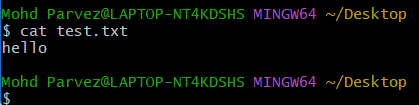 Mohd Parvez@LAPTOP-NT4KDSHS MINGW64 ~/Desktop
$ cat test.txt
hello
Mohd Parvez@LAPTOP-NT4KDSHS MINGW64 ~/Desktop
$